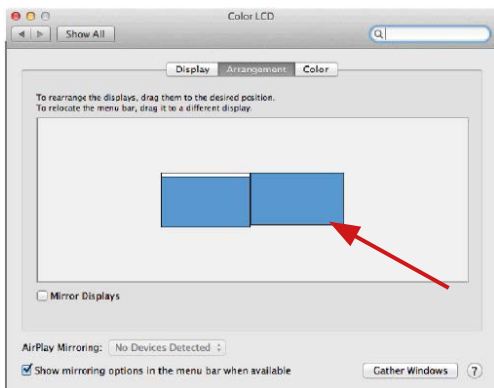 Color LCD
Show All
Display Arrangement Color
To rearrange the displays, drag them to the desired position.
To relocate the menu bar, drag it to a different display.
Mirror Displays
AirPlay Mirroring: No Devices Detected
Show mirroring options in the menu bar when available
Gather Windows ?